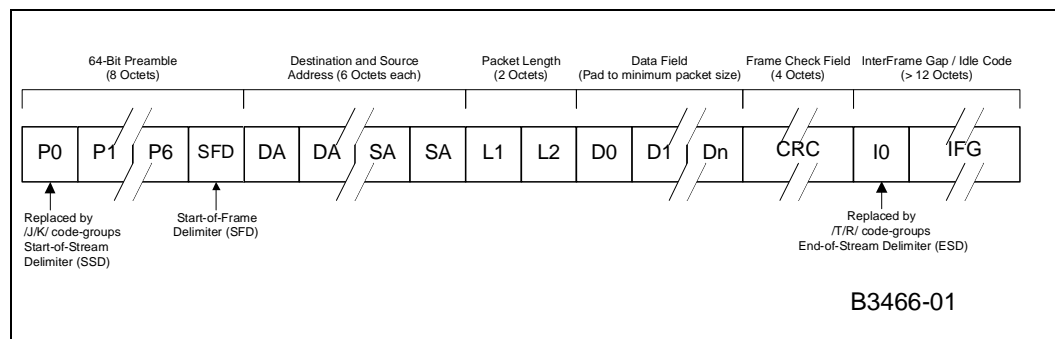 64-Bit Preamble
(8 Octets)
Destination and Source
Address (6 Octets each)
Packet Length
(2 Octets)
Data Field
(Pad to minimum packet size)
Frame Check Field
(4 Octets)
InterFrame Gap / Idle Code
(> 12 Octets)
P0 P1 P6 SFD DA DA SA SA L1 L2 D0 D1 Dn CRC I0 IFG
Replaced by
/J/K/ code-groups
Start-of-Stream
Delimiter (SSD)
Start-of-Frame
Delimiter (SFD)
Replaced by
/T/R/ code-groups
End-of-Stream Delimiter (ESD)
B3466-01